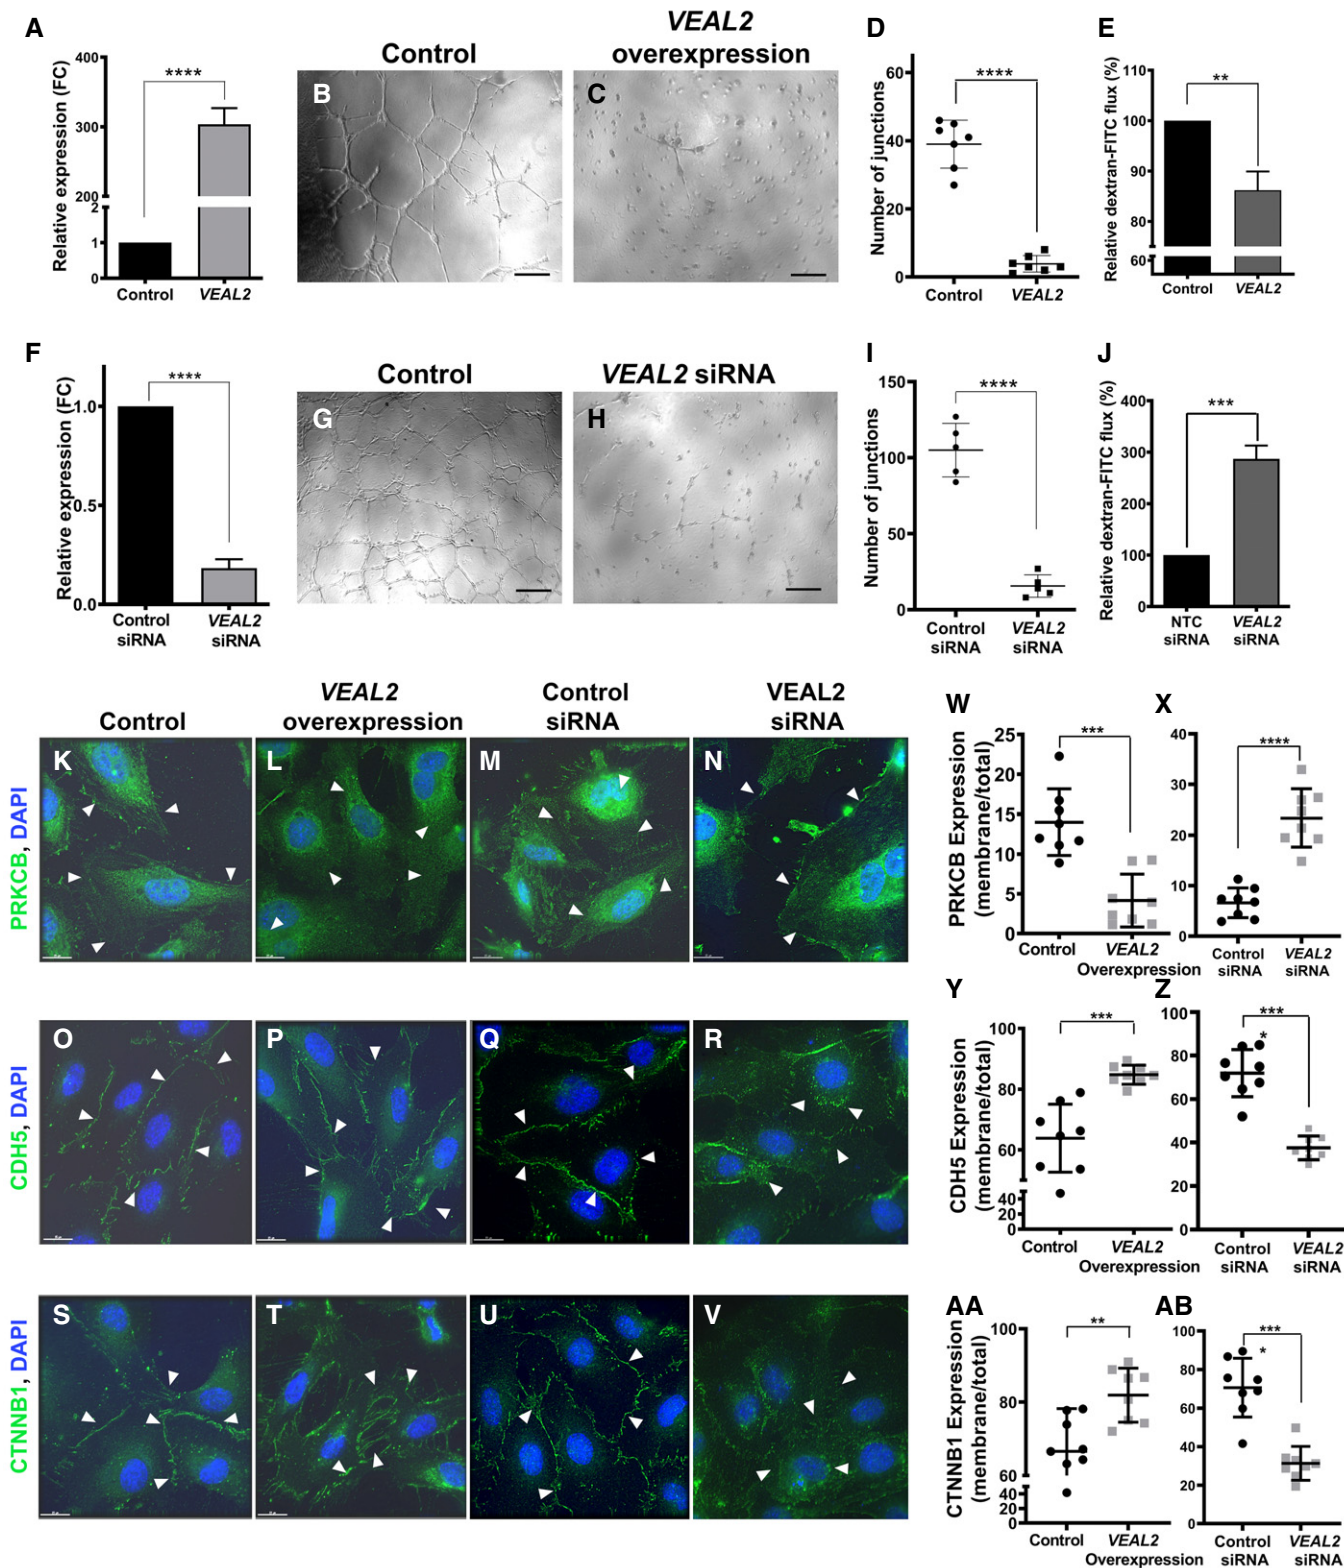 A
Relative expression (FC)
400
300
200
2
1
0
****
Control
VEAL2
Control
B
VEAL2
overexpression
C
D
Number of junctions
60
40
20
0
****
Control
VEAL2
E
Relative dextran-FITC flux (%)
110
100
90
80
60
**
Control
VEAL2
F
Relative expression (FC)
1.0
0.5
0.0
****
Control
siRNA
VEAL2
siRNA
Control
G
VEAL2 siRNA
H
I
Number of junctions
150
100
50
0
****
Control
siRNA
VEAL2
siRNA
J
Relative dextran-FITC flux (%)
400
300
200
100
0
***
NTC
siRNA
VEAL2
siRNA
Control
VEAL2
overexpression
Control
siRNA
VEAL2
siRNA
PRKCB, DAPI
K
L
M
N
W
PRKCB Expression
(membrane/total)
25
20
15
10
5
0
***
Control
VEAL2
Overexpression
X
40
30
20
10
0
****
Control
siRNA
VEAL2
siRNA
CDH5, DAPI
O
P
Q
R
Y
CDH5 Expression
(membrane/total)
100
80
60
40
20
0
***
Control
VEAL2
Overexpression
Z
100
80
60
40
20
0
***
*
Control
siRNA
VEAL2
siRNA
CTNNB1, DAPI
S
T
U
V
AA
CTNNB1 Expression
(membrane/total)
100
80
60
40
20
0
**
Control
VEAL2
Overexpression
AB
100
80
60
40
20
0
***
*
Control
siRNA
VEAL2
siRNA